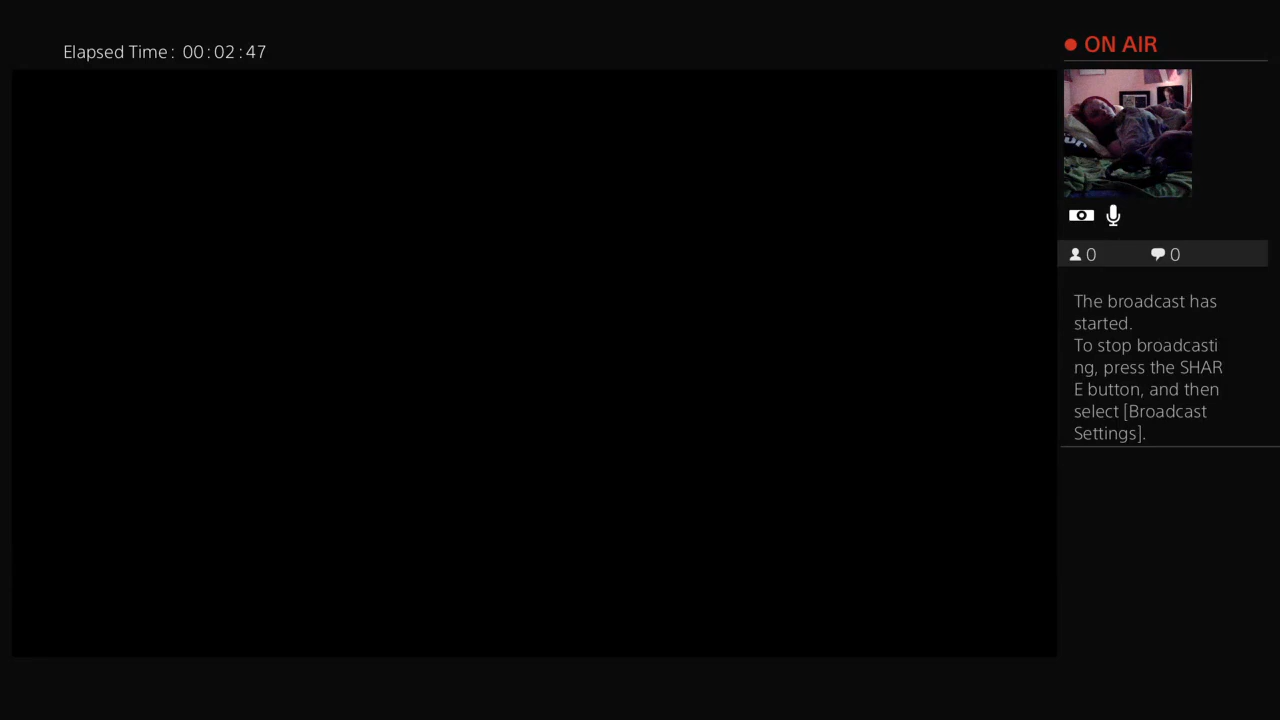 Elapsed Time: 00:02:47
ON AIR
0 0
The broadcast has
started.
To stop broadcasti
ng, press the SHAR
E button, and then
select [Broadcast
Settings].